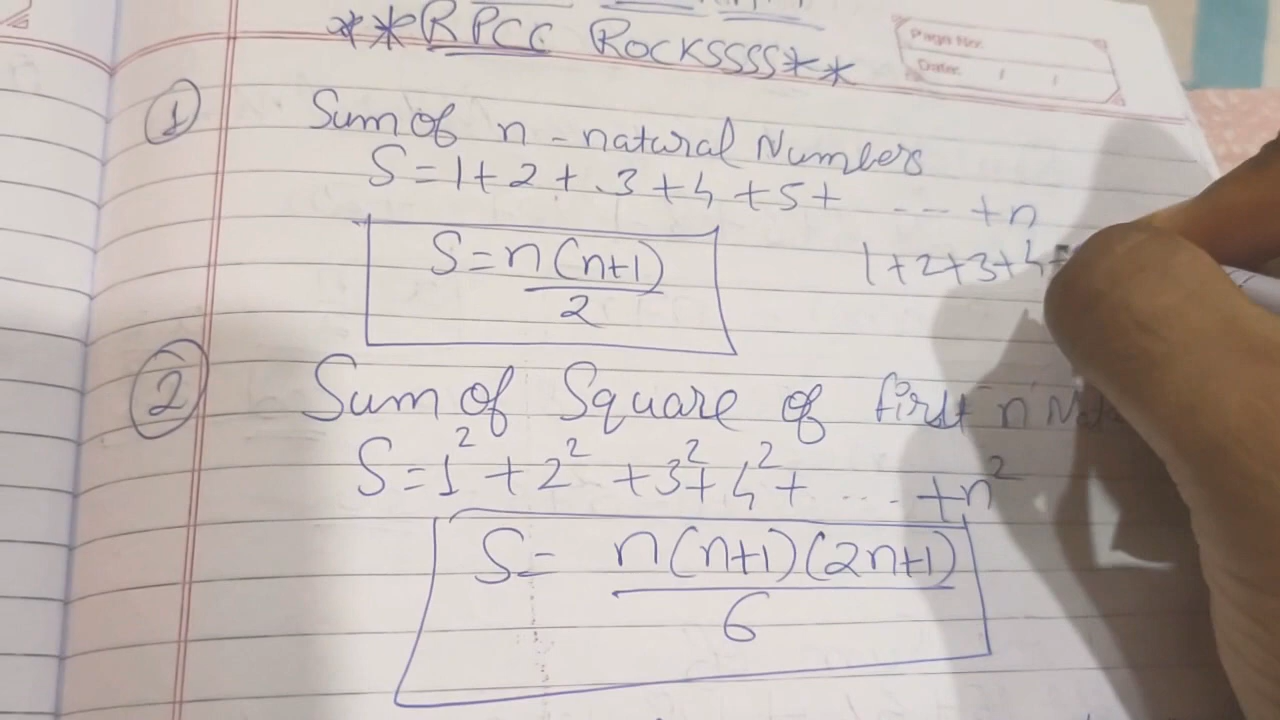 **RPCC ROCKSSSS**
Page No:
Date: / /
① Sum of n - natural Numbers
S = 1 + 2 + .3 + 4 + 5 + ---- + n
S = n(n+1)/2
1 + 2 + 3 + 4 +
② Sum of Square of first n
S = 1² + 2² + 3² + 4² + .... + n²
S = n(n+1)(2n+1)/6